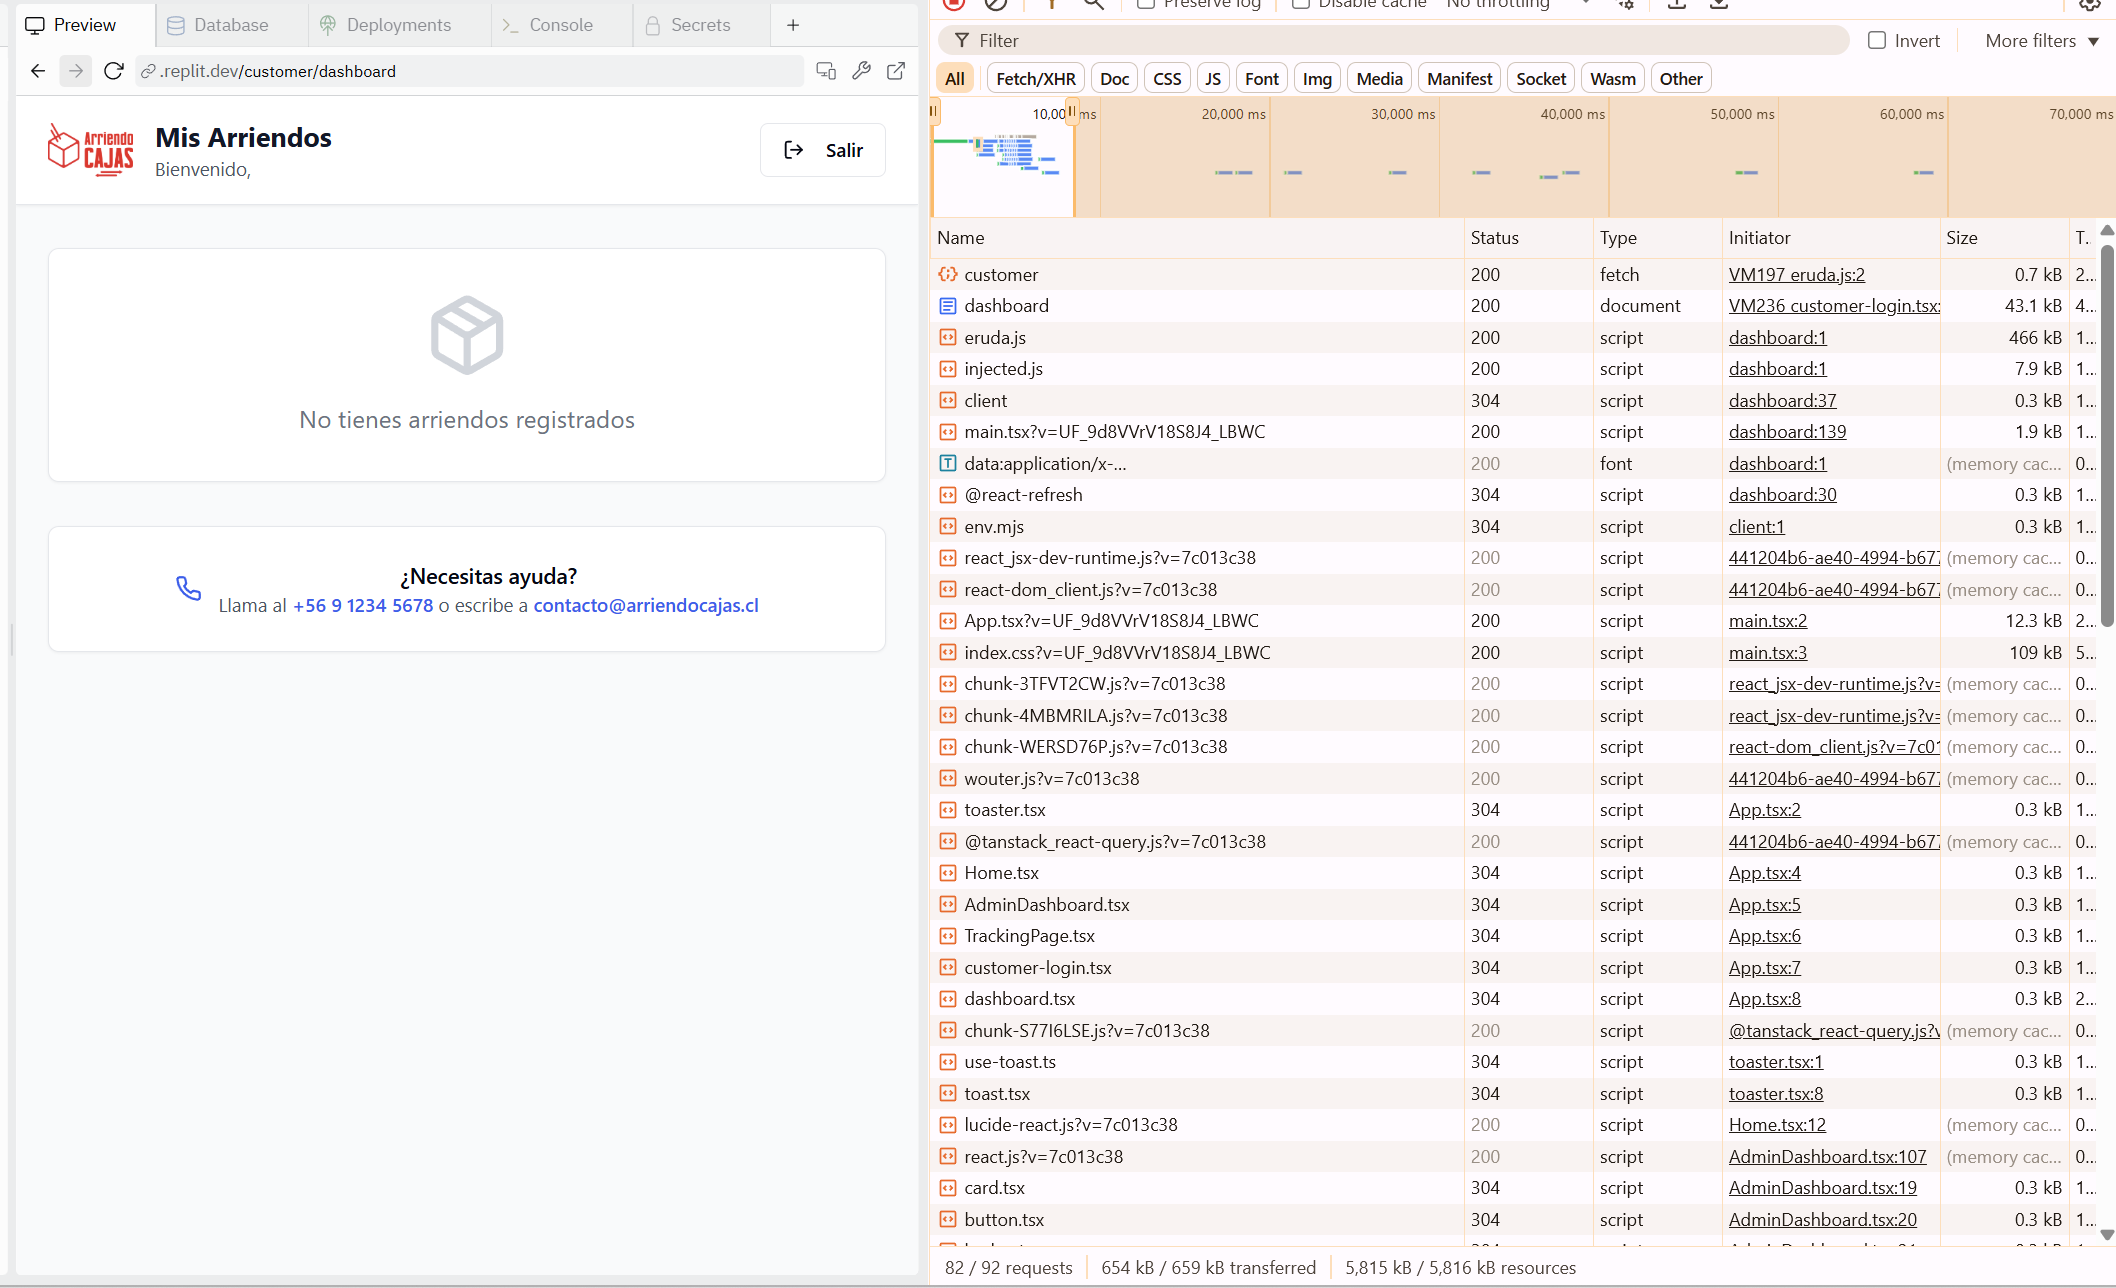 Preview
Database
Deployments
Console
Secrets
.replit.dev/customer/dashboard
Arriendo
CAJAS
Mis Arriendos
Bienvenido,
Salir
No tienes arriendos registrados
¿Necesitas ayuda?
Llama al +56 9 1234 5678 o escribe a contacto@arriendocajas.cl
Preserve log
Disable cache
No throttling
Filter
Invert
More filters
All Fetch/XHR Doc CSS JS Font Img Media Manifest Socket Wasm Other
20,000 ms 30,000 ms 40,000 ms 50,000 ms 60,000 ms 70,000 ms
Name Status Type Initiator Size T..
customer 200 fetch VM197 eruda.js:2 0.7 kB 2...
dashboard 200 document VM236 customer-login.tsx: 43.1 kB 4...
eruda.js 200 script dashboard:1 466 kB 1...
injected.js 200 script dashboard:1 7.9 kB 1...
client 304 script dashboard:37 0.3 kB 1...
main.tsx?v=UF_9d8VVrV18S8J4_LBWC 200 script dashboard:139 1.9 kB 1...
data:application/x-... 200 font dashboard:1 (memory cac... 0...
@react-refresh 304 script dashboard:30 0.3 kB 1...
env.mjs 304 script client:1 0.3 kB 1...
react_jsx-dev-runtime.js?v=7c013c38 200 script 441204b6-ae40-4994-b677 (memory cac... 0...
react-dom_client.js?v=7c013c38 200 script 441204b6-ae40-4994-b677 (memory cac... 0...
App.tsx?v=UF_9d8VVrV18S8J4_LBWC 200 script main.tsx:2 12.3 kB 2...
index.css?v=UF_9d8VVrV18S8J4_LBWC 200 script main.tsx:3 109 kB 5...
chunk-3TFVT2CW.js?v=7c013c38 200 script react_jsx-dev-runtime.js?v= (memory cac... 0...
chunk-4MBMRILA.js?v=7c013c38 200 script react_jsx-dev-runtime.js?v= (memory cac... 0...
chunk-WERSD76P.js?v=7c013c38 200 script react-dom_client.js?v=7c01 (memory cac... 0...
wouter.js?v=7c013c38 200 script 441204b6-ae40-4994-b677 (memory cac... 0...
toaster.tsx 304 script App.tsx:2 0.3 kB 1...
@tanstack_react-query.js?v=7c013c38 200 script 441204b6-ae40-4994-b677 (memory cac... 0...
Home.tsx 304 script App.tsx:4 0.3 kB 1...
AdminDashboard.tsx 304 script App.tsx:5 0.3 kB 1...
TrackingPage.tsx 304 script App.tsx:6 0.3 kB 1...
customer-login.tsx 304 script App.tsx:7 0.3 kB 1...
dashboard.tsx 304 script App.tsx:8 0.3 kB 2...
chunk-S77I6LSE.js?v=7c013c38 200 script @tanstack_react-query.js?v (memory cac... 0...
use-toast.ts 304 script toaster.tsx:1 0.3 kB 1...
toast.tsx 304 script toaster.tsx:8 0.3 kB 1...
lucide-react.js?v=7c013c38 200 script Home.tsx:12 (memory cac... 0...
react.js?v=7c013c38 200 script AdminDashboard.tsx:107 (memory cac... 0...
card.tsx 304 script AdminDashboard.tsx:19 0.3 kB 1...
button.tsx 304 script AdminDashboard.tsx:20 0.3 kB 1...
82 / 92 requests 654 kB / 659 kB transferred 5,815 kB / 5,816 kB resources